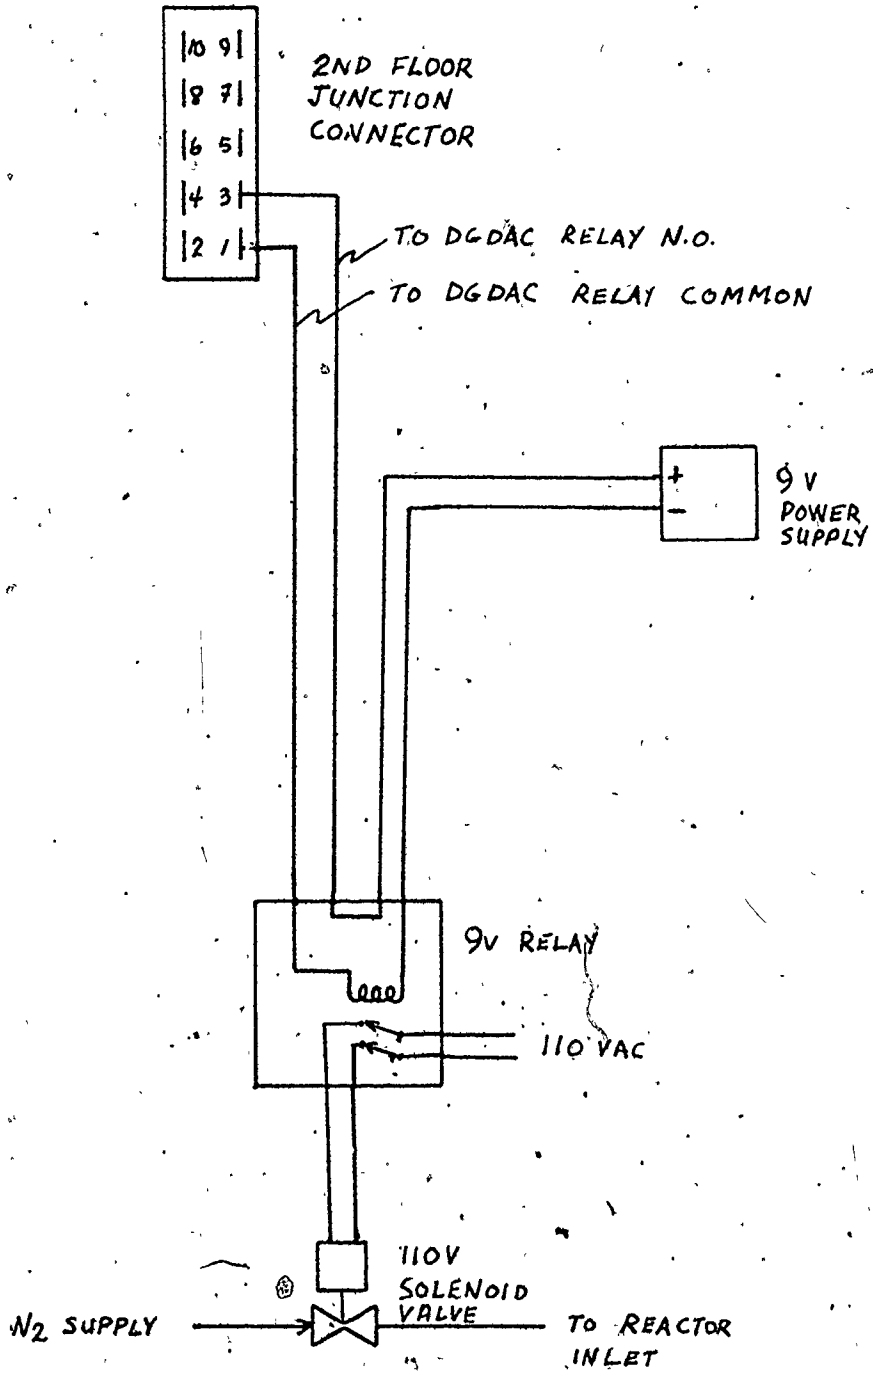 10 9
8 7
6 5
4 3
2 1
2ND FLOOR
JUNCTION
CONNECTOR
TO DGDAC RELAY N.O.
TO DGDAC RELAY COMMON
+
−
9V
POWER
SUPPLY
9V RELAY
110 VAC
110V
SOLENOID
VALVE
N2 SUPPLY
TO REACTOR
INLET